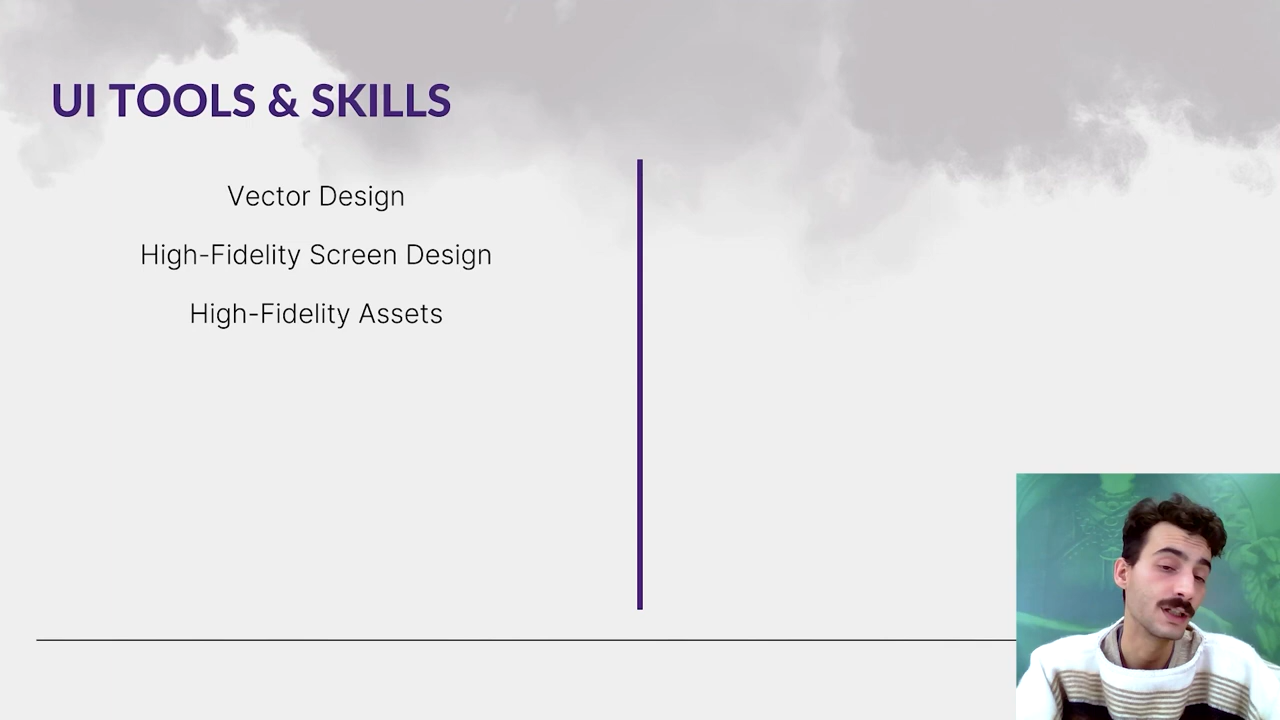 UI TOOLS & SKILLS
Vector Design
High-Fidelity Screen Design
High-Fidelity Assets